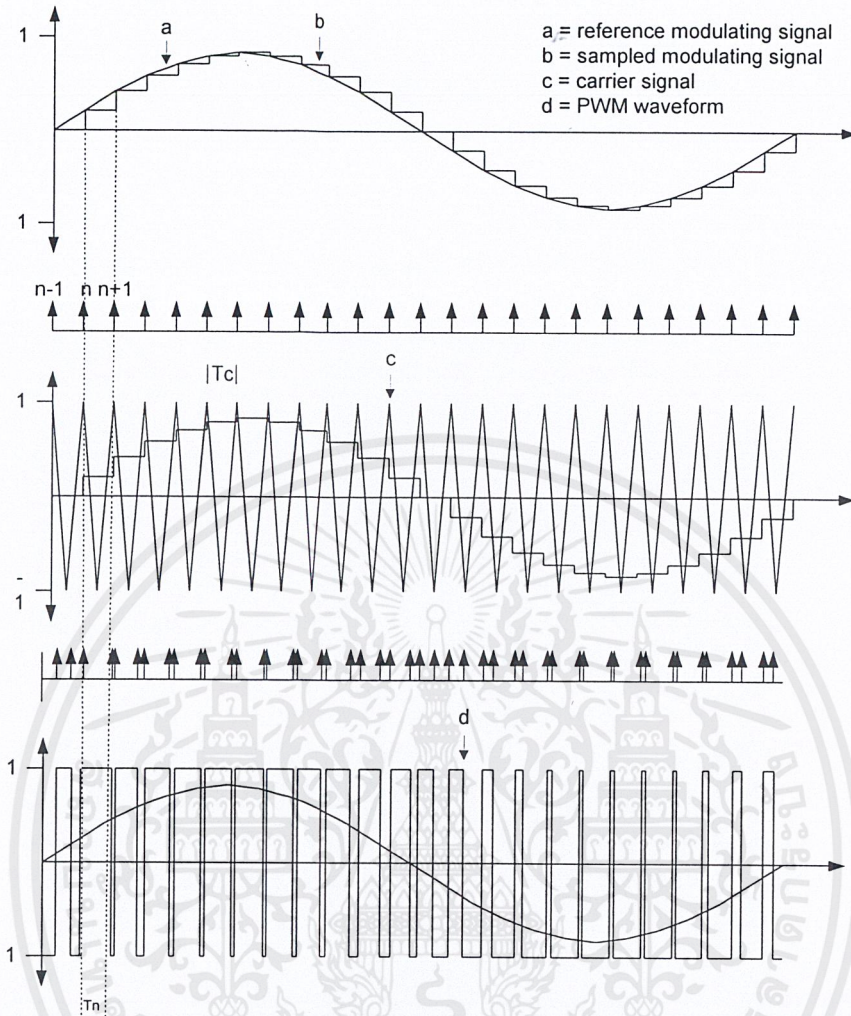 1
a
b
a = reference modulating signal
b = sampled modulating signal
c = carrier signal
d = PWM waveform
1
n-1 n n+1
|Tc|
c
1
-
1
d
1
1
Tn